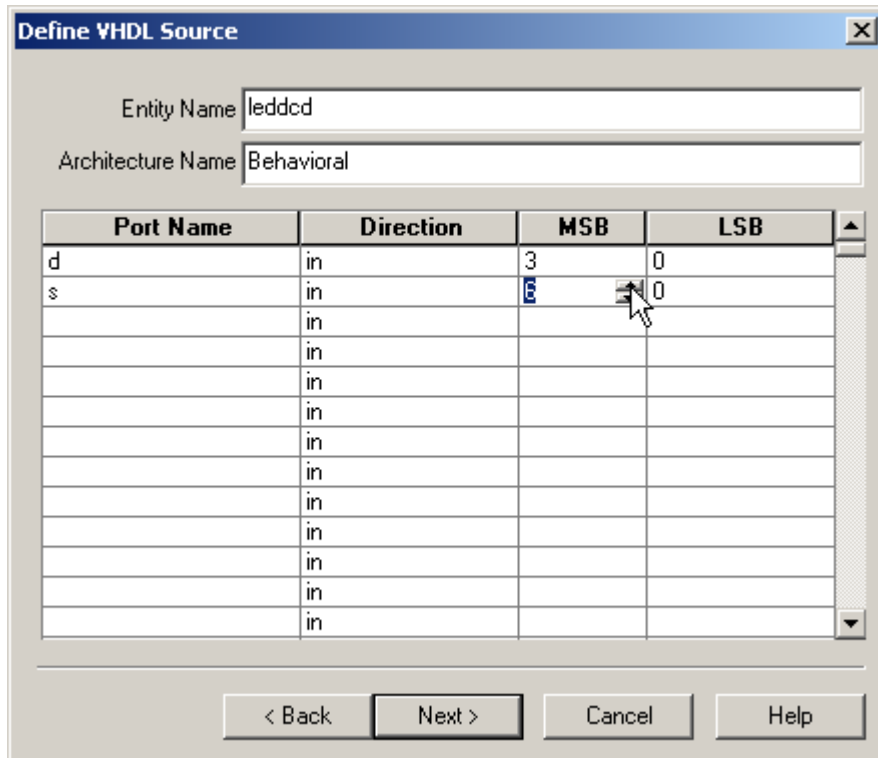 Define VHDL Source
Entity Name leddcd
Architecture Name Behavioral
Port Name Direction MSB LSB
d in 3 0
s in 6 0
in
in
in
in
in
in
in
in
in
in
in
< Back Next > Cancel Help